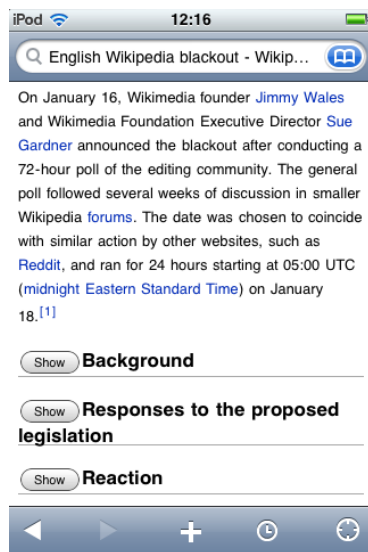 iPod 12:16
English Wikipedia blackout - Wikip...
On January 16, Wikimedia founder Jimmy Wales
and Wikimedia Foundation Executive Director Sue
Gardner announced the blackout after conducting a
72-hour poll of the editing community. The general
poll followed several weeks of discussion in smaller
Wikipedia forums. The date was chosen to coincide
with similar action by other websites, such as
Reddit, and ran for 24 hours starting at 05:00 UTC
(midnight Eastern Standard Time) on January
18.[1]
Show Background
Show Responses to the proposed
legislation
Show Reaction